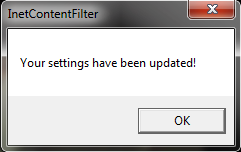 InetContentFilter
Your settings have been updated!
OK